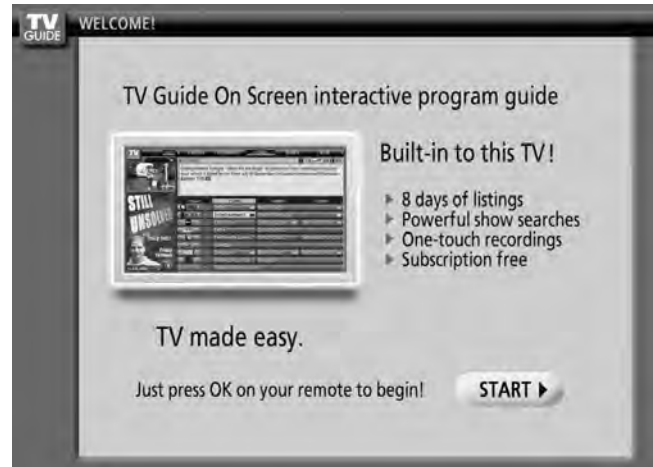 TV
GUIDE
WELCOME!
TV Guide On Screen interactive program guide
STILL
UNSOLVED
Built-in to this TV!
8 days of listings
Powerful show searches
One-touch recordings
Subscription free
TV made easy.
Just press OK on your remote to begin!
START